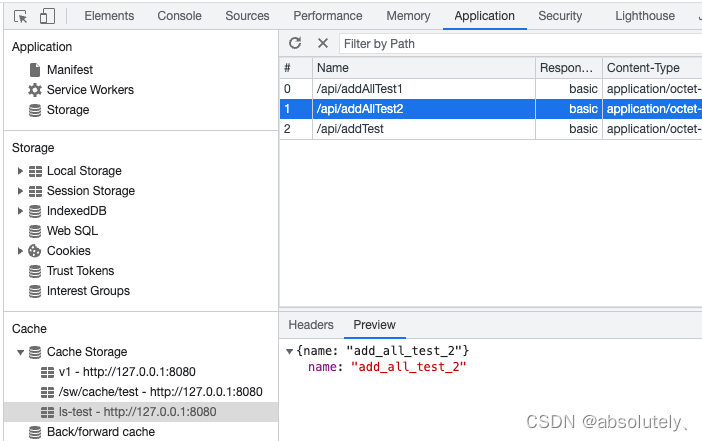 Elements Console Sources Performance Memory Application Security Lighthouse
Application
Manifest
Service Workers
Storage
Storage
Local Storage
Session Storage
IndexedDB
Web SQL
Cookies
Trust Tokens
Interest Groups
Cache
Cache Storage
v1 - http://127.0.0.1:8080
/sw/cache/test - http://127.0.0.1:8080
ls-test - http://127.0.0.1:8080
Back/forward cache
Filter by Path
# Name Respon… Content-Type
0 /api/addAllTest1 basic application/octet-
1 /api/addAllTest2 basic application/octet-
2 /api/addTest basic application/octet-
Headers Preview
{name: "add_all_test_2"}
name: "add_all_test_2"
CSDN @absolutely、